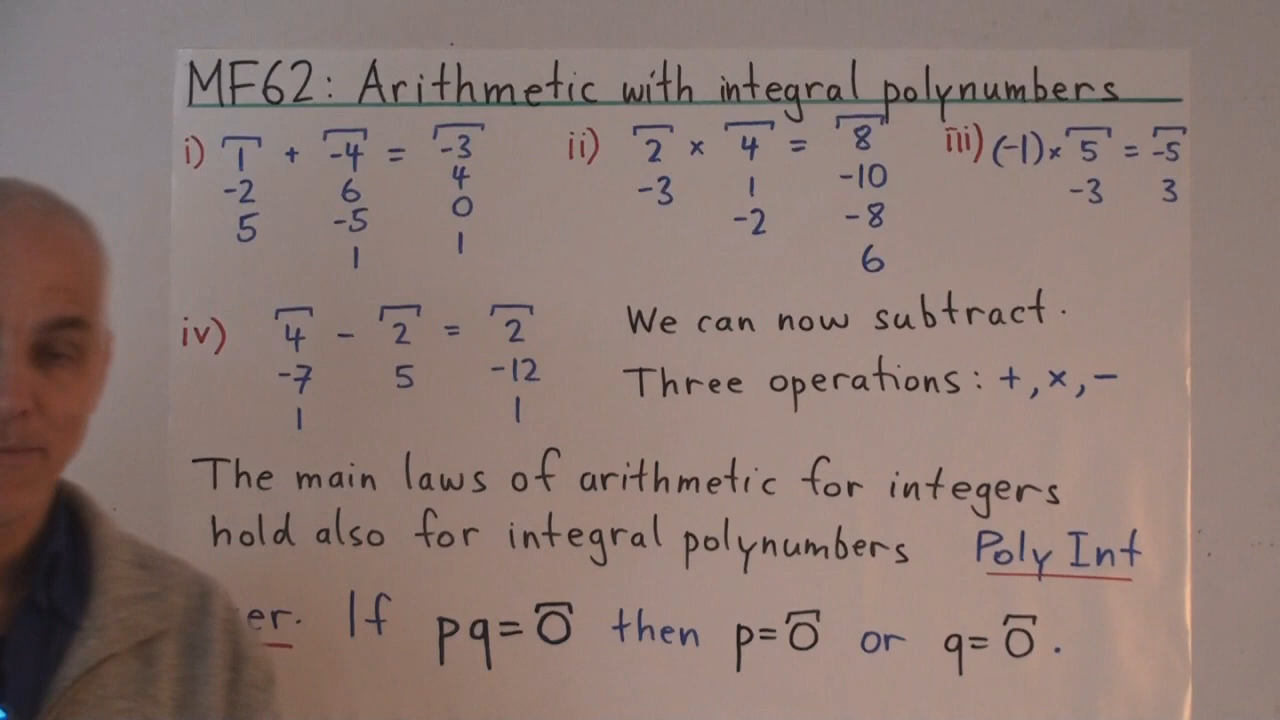 MF62: Arithmetic with integral polynumbers
i) 1 + -4 = -3 ii) 2 × 4 = 8 iii) (-1)× 5 = -5
-2 6 4 -3 1 -10 -3 3
5 -5 0 -2 -8
1 1 6
iv) 4 - 2 = 2 We can now subtract.
-7 5 -12 Three operations: +, ×, -
1 1
The main laws of arithmetic for integers
hold also for integral polynumbers Poly Int
er. If pq=0 then p=0 or q=0.